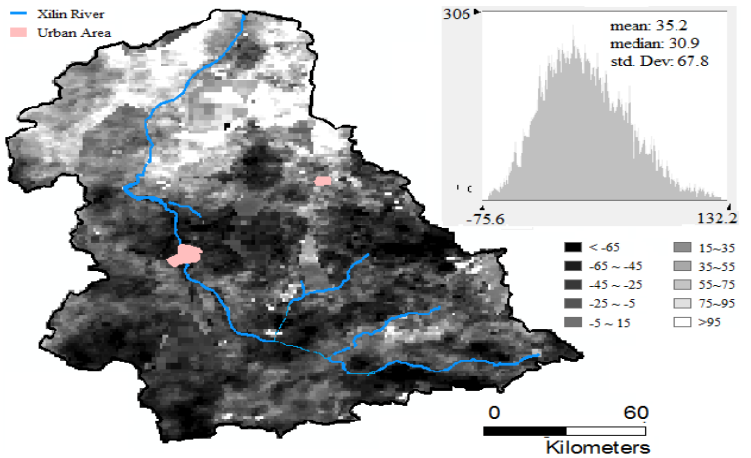 Xilin River
Urban Area
305
mean: 35.2
median: 30.9
std. Dev: 67.8
-75.6
132.2
< -65
-65 ~ -45
-45 ~ -25
-25 ~ -5
-5 ~ 15
15~35
35~55
55~75
75~95
>95
0 60
Kilometers